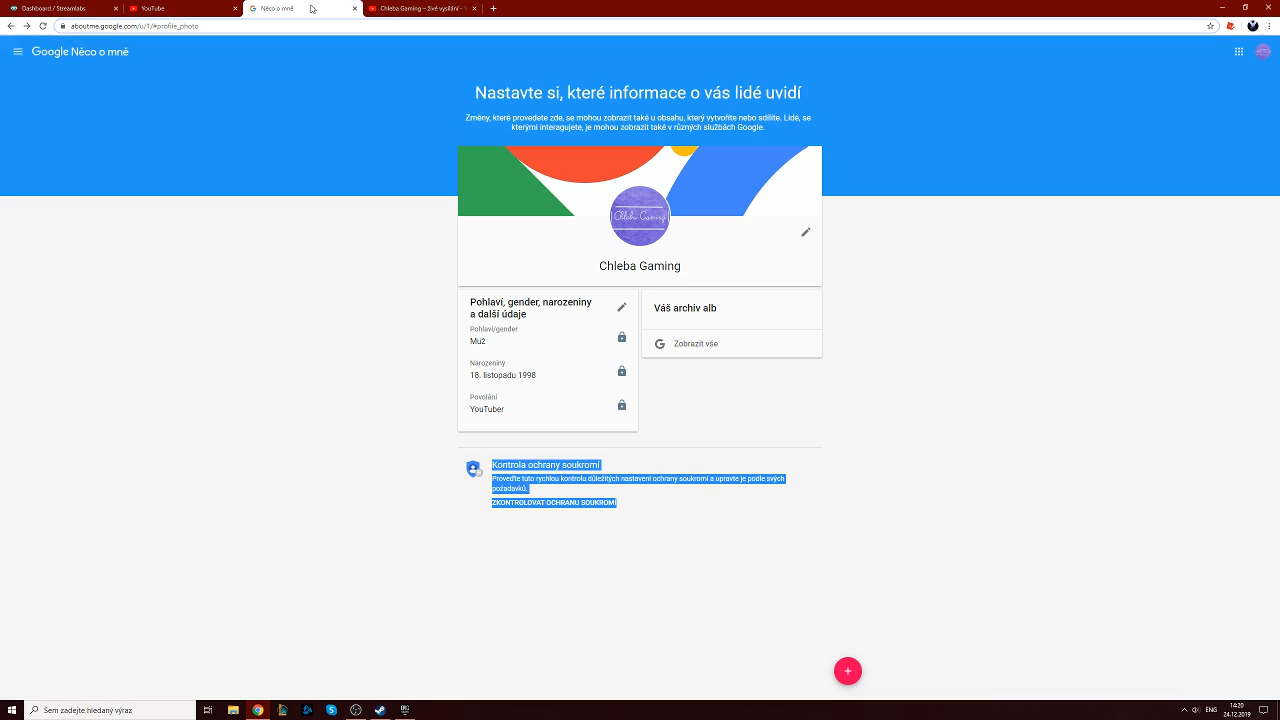 Dashboard / Streamlabs
YouTube
Něco o mně
Chleba Gaming – živé vysílání -
aboutme.google.com/u/1/#profile_photo
Google Něco o mně
Nastavte si, které informace o vás lidé uvidí
Změny, které provedete zde, se mohou zobrazit také u obsahu, který vytvoříte nebo sdílíte. Lidé, se
kterými interagujete, je mohou zobrazit také v různých službách Google.
Chleba Gaming
Chleba Gaming
Pohlaví, gender, narozeniny
a další údaje
Pohlaví/gender
Muž
Narozeniny
18. listopadu 1998
Povolání
YouTuber
Váš archiv alb
G Zobrazit vše
Kontrola ochrany soukromí
Proveďte tuto rychlou kontrolu důležitých nastavení ochrany soukromí a upravte je podle svých
požadavků.
ZKONTROLOVAT OCHRANU SOUKROMÍ
Sem zadejte hledaný výraz
ENG
14:20
24.12.2019